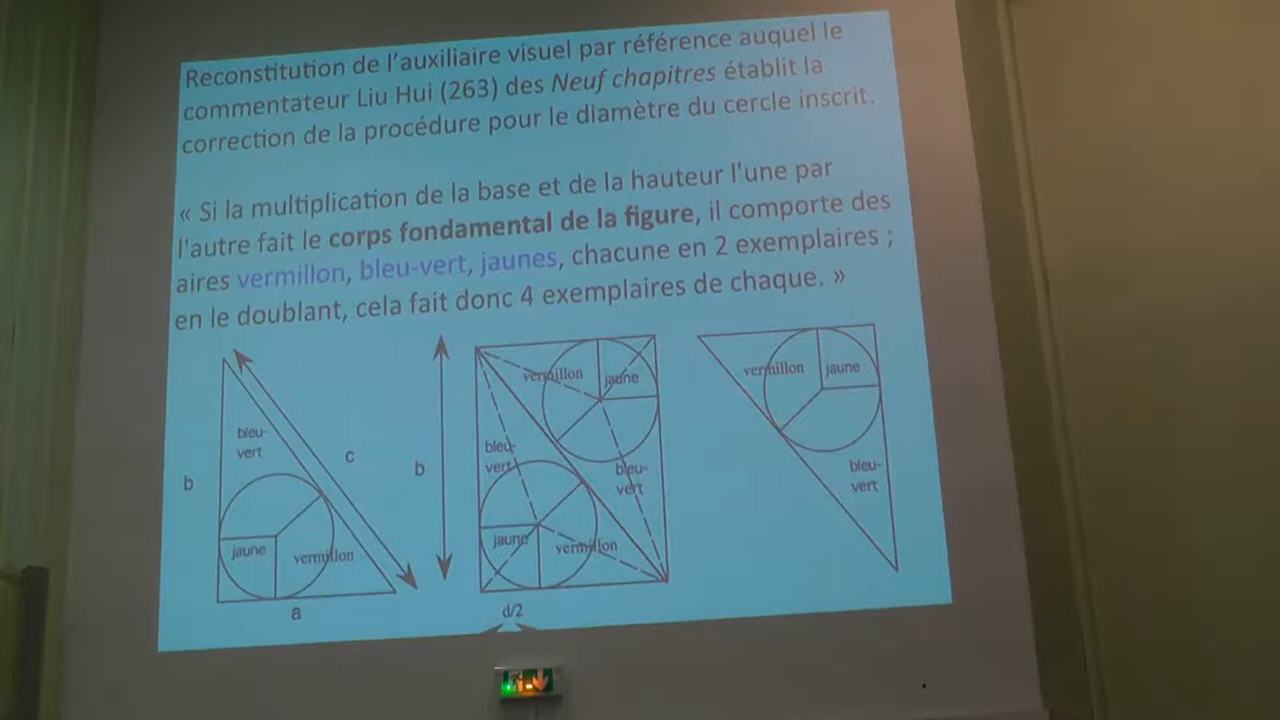 Reconstitution de l'auxiliaire visuel par référence auquel le
commentateur Liu Hui (263) des Neuf chapitres établit la
correction de la procédure pour le diamètre du cercle inscrit.
« Si la multiplication de la base et de la hauteur l'une par
l'autre fait le corps fondamental de la figure, il comporte des
aires vermillon, bleu-vert, jaunes, chacune en 2 exemplaires ;
en le doublant, cela fait donc 4 exemplaires de chaque. »
bleu-
vert
b
c
jaune
vermillon
a
b
vermillon
jaune
bleu-
vert
bleu-
vert
jaune
vermillon
d/2
vermillon
jaune
bleu-
vert